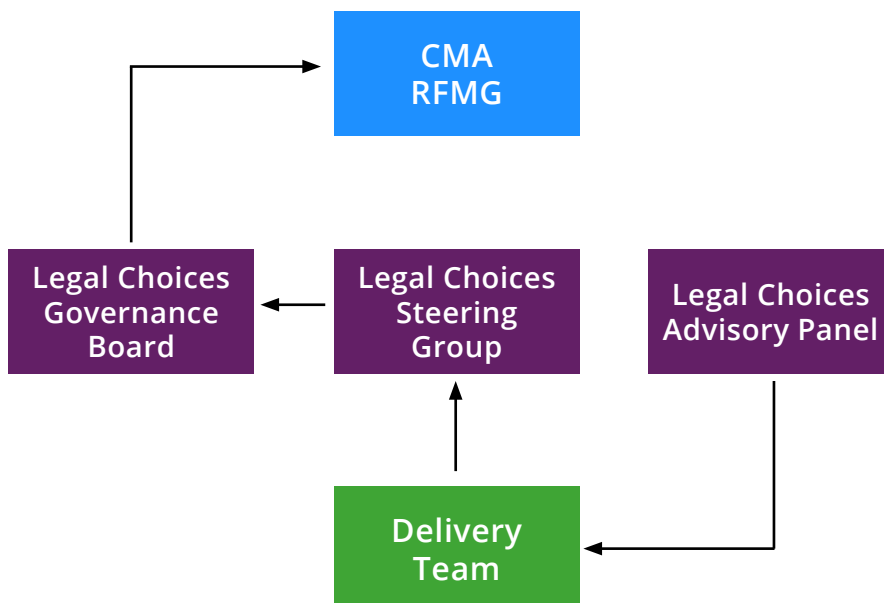 CMA
RFMG
Legal Choices
Governance
Board
Legal Choices
Steering
Group
Legal Choices
Advisory Panel
Delivery
Team